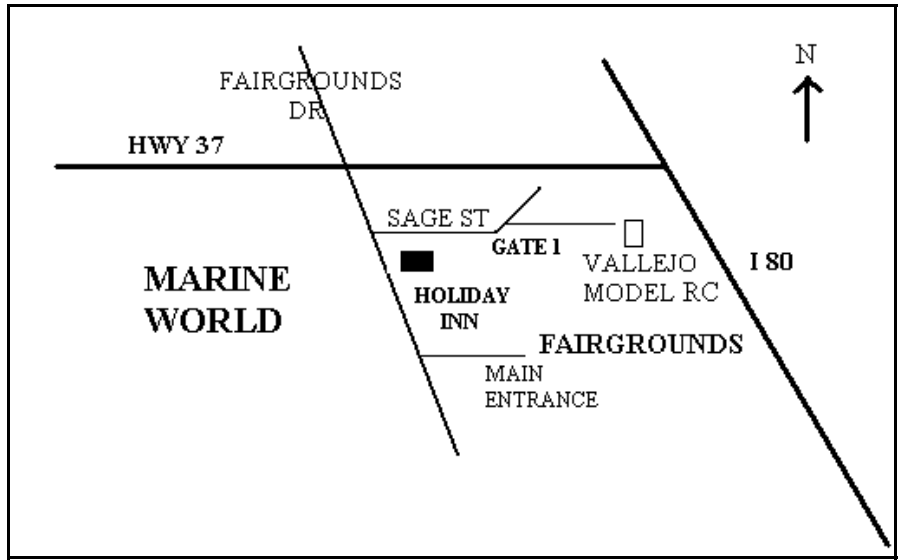 N
FAIRGROUNDS
DR
HWY 37
SAGE ST
GATE 1
VALLEJO
MODEL RC
I 80
MARINE
WORLD
HOLIDAY
INN
FAIRGROUNDS
MAIN
ENTRANCE